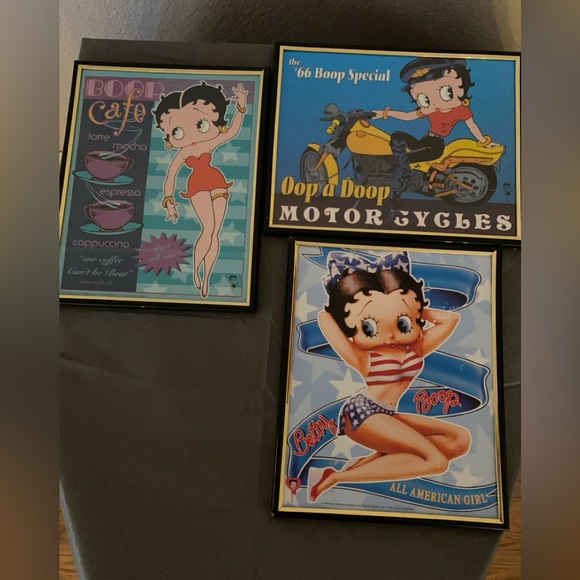 BOOP
Cafe
latte
mocha
espresso
cappuccino
"our coffee
Can't be Beat"
the
'66 Boop Special
Oop a Doop
MOTOR CYCLES
Betty
Boop
ALL AMERICAN GIRL